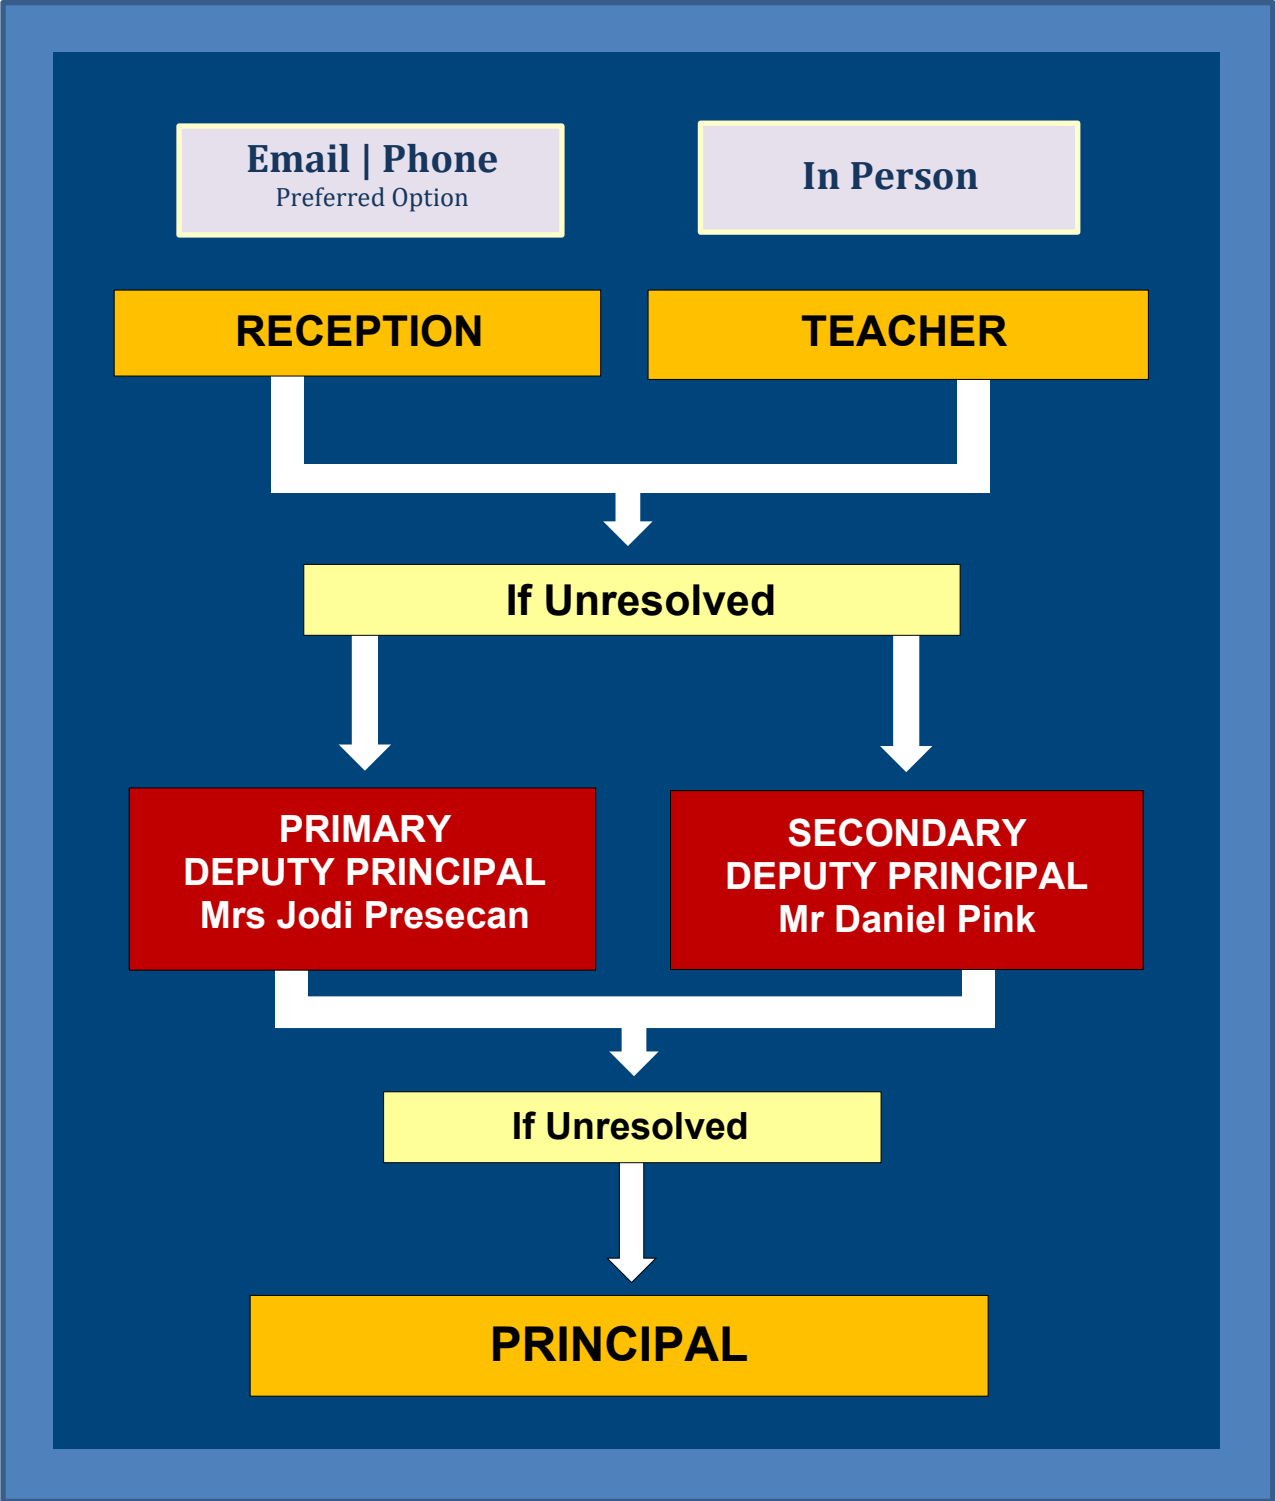 Email | Phone
Preferred Option
In Person
RECEPTION
TEACHER
If Unresolved
PRIMARY
DEPUTY PRINCIPAL
Mrs Jodi Presecan
SECONDARY
DEPUTY PRINCIPAL
Mr Daniel Pink
If Unresolved
PRINCIPAL